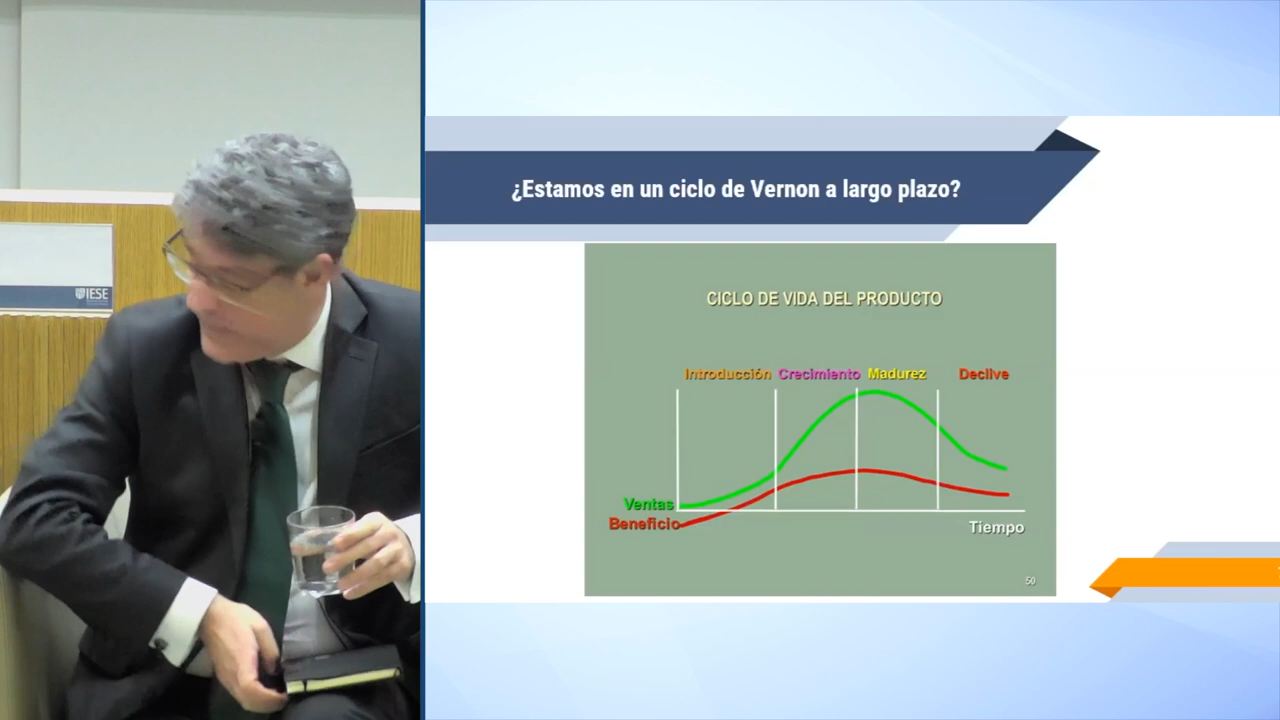 IESE
¿Estamos en un ciclo de Vernon a largo plazo?
CICLO DE VIDA DEL PRODUCTO
Introducción Crecimiento Madurez Declive
Ventas
Beneficio
Tiempo
50